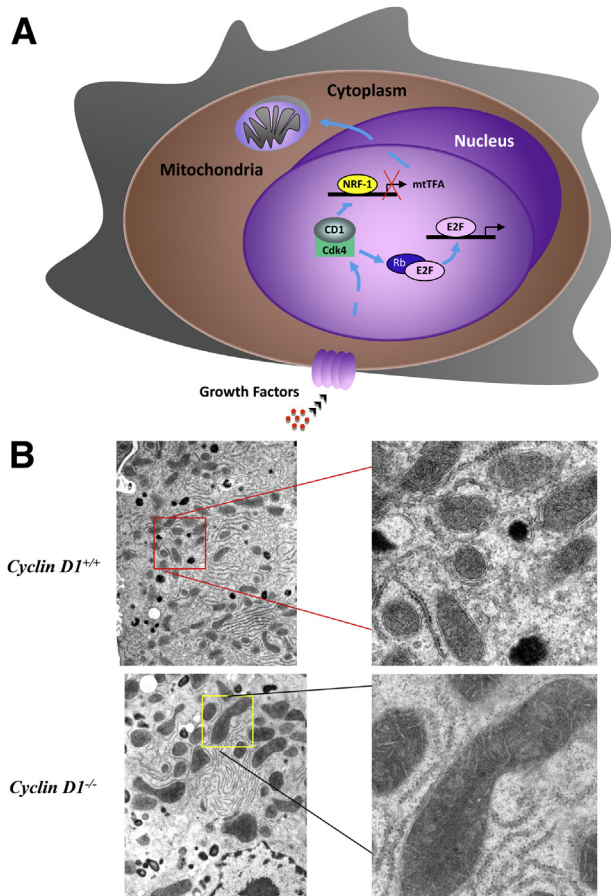 A
Cytoplasm
Nucleus
Mitochondria
NRF-1
mtTFA
CD1
Cdk4
E2F
Rb
E2F
Growth Factors
B
Cyclin D1+/+
Cyclin D1-/-